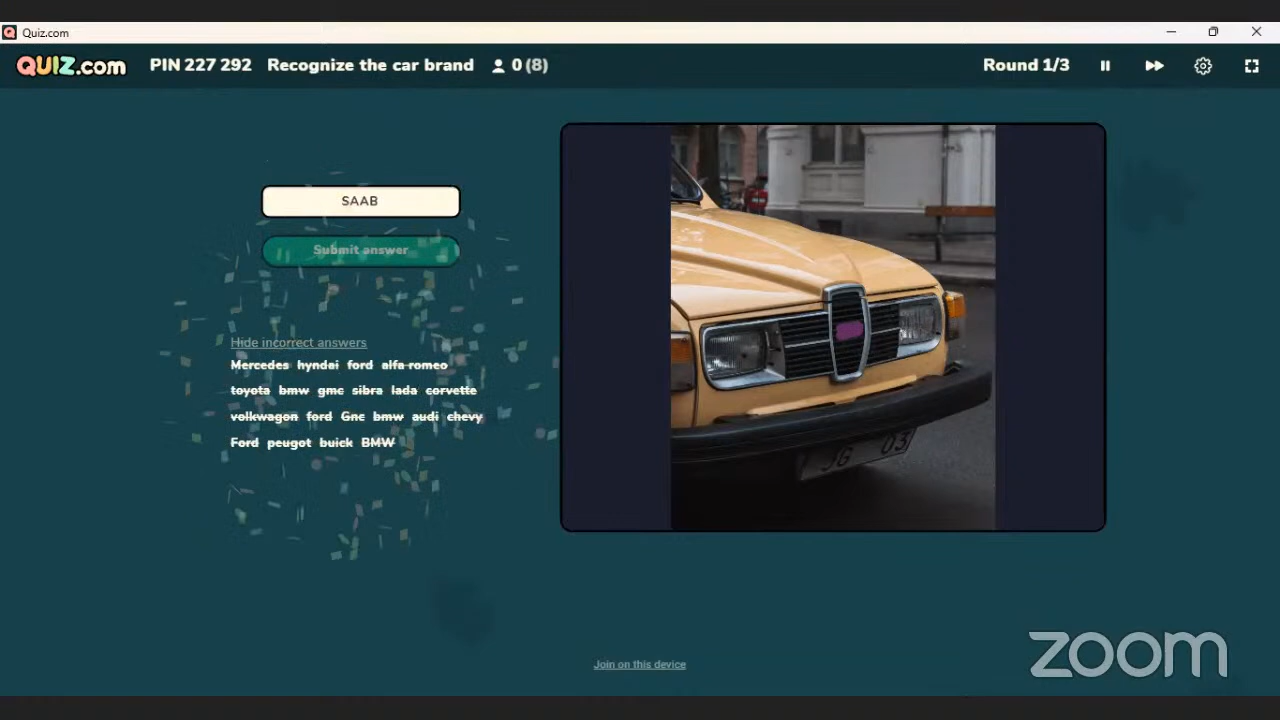 Quiz.com
QUIZ.com PIN 227 292 Recognize the car brand 0 (8) Round 1/3
SAAB
Submit answer
Hide incorrect answers
Mercedes hyndai ford alfa romeo
toyota bmw gmc sibra lada corvette
volkwagon ford Gnc bmw audi chevy
Ford peugot buick BMW
JG 03
Join on this device
zoom